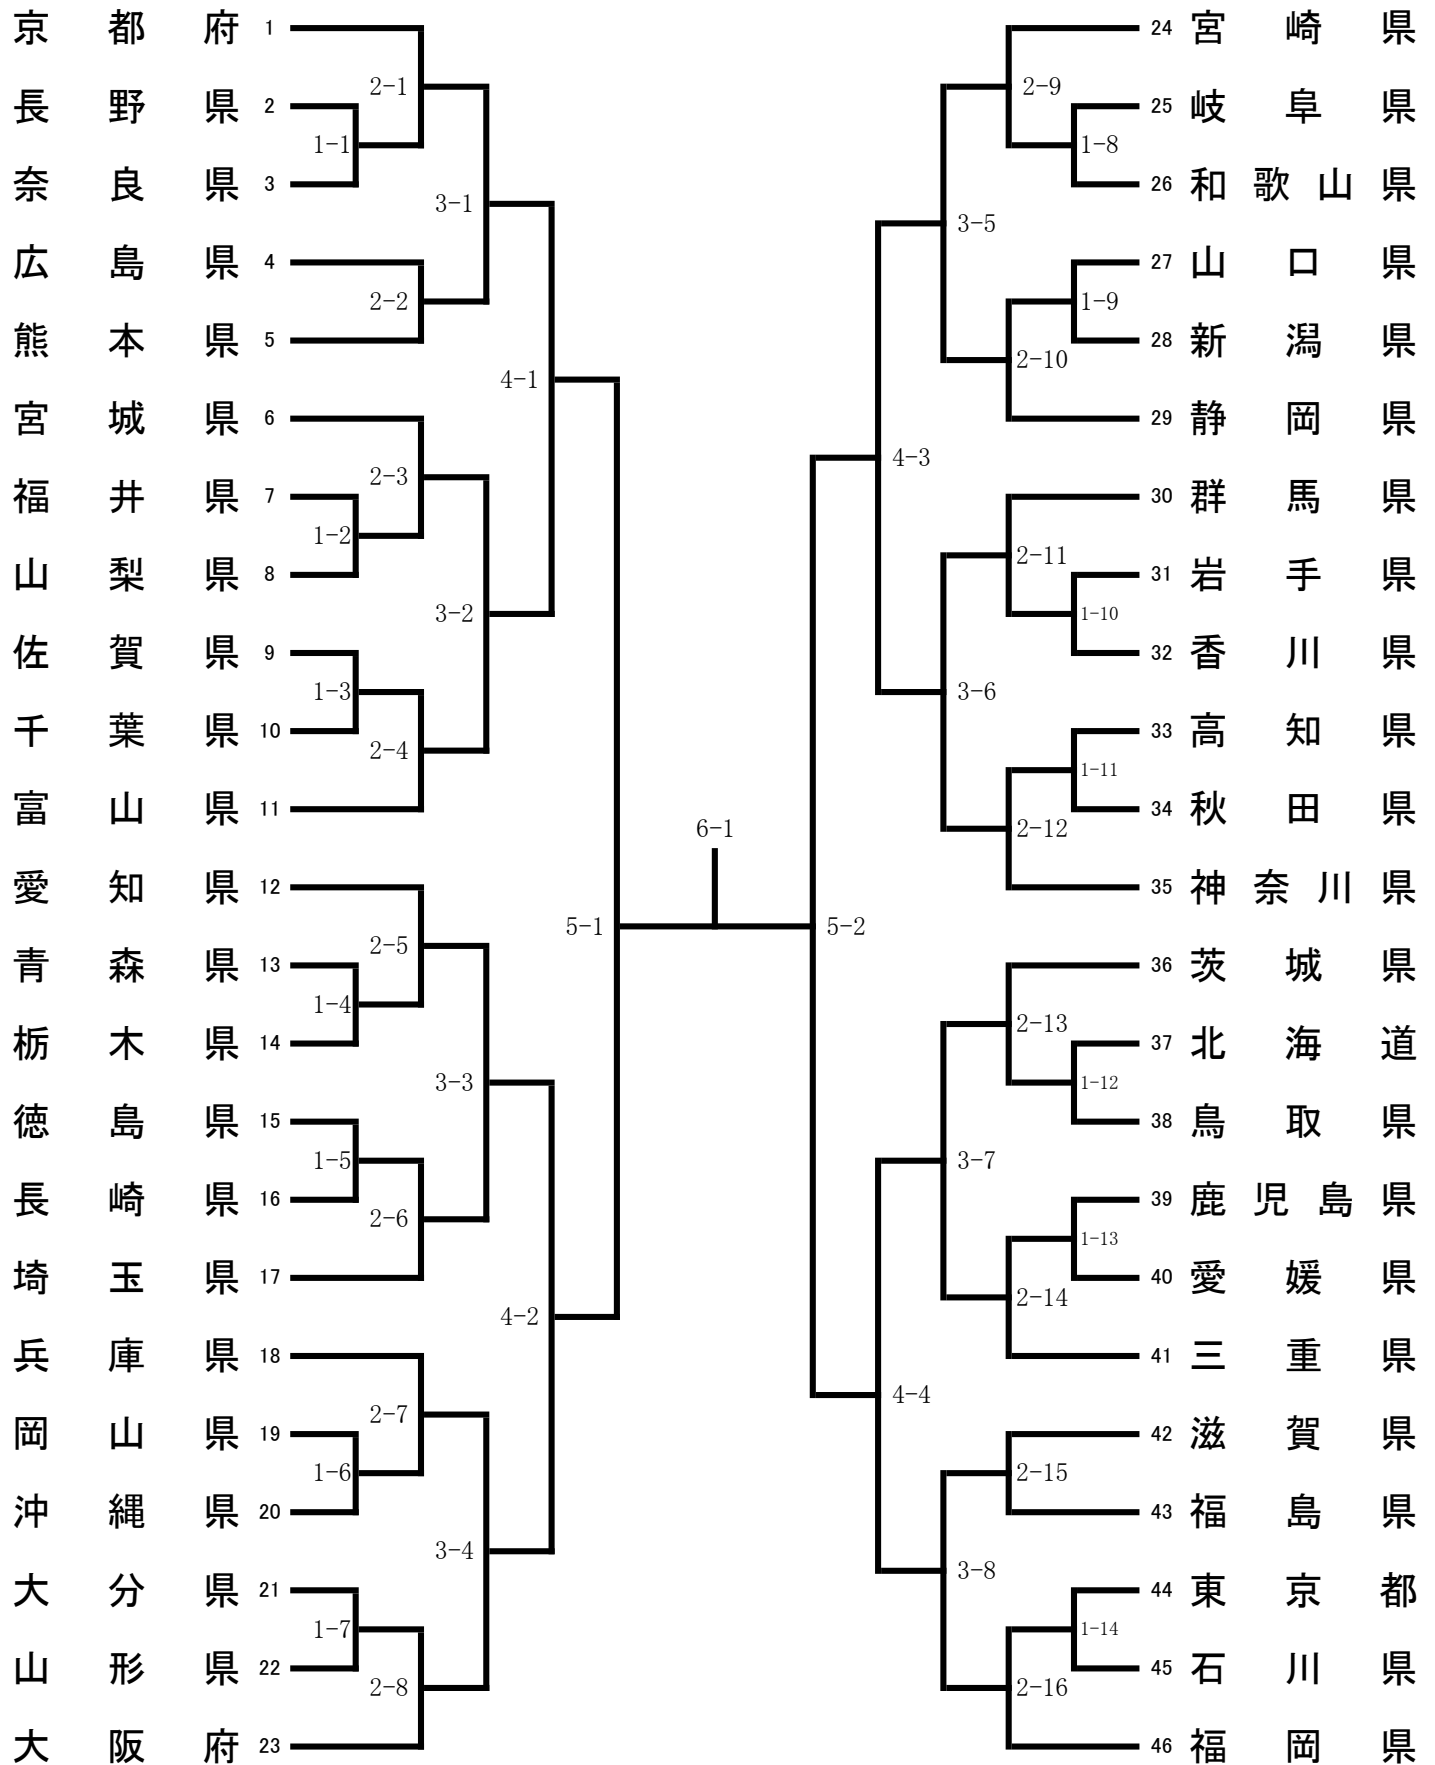 京都府 1
2-1
長野県 2
1-1
奈良県 3
3-1
広島県 4
2-2
熊本県 5
4-1
宮城県 6
2-3
福井県 7
1-2
山梨県 8
3-2
佐賀県 9
1-3
千葉県 10
2-4
富山県 11
愛知県 12
5-1
2-5
青森県 13
1-4
栃木県 14
3-3
徳島県 15
1-5
長崎県 16
2-6
埼玉県 17
4-2
兵庫県 18
2-7
岡山県 19
1-6
沖縄県 20
3-4
大分県 21
1-7
山形県 22
2-8
大阪府 23
6-1
24 宮崎県
2-9
25 岐阜県
1-8
26 和歌山県
3-5
27 山口県
1-9
28 新潟県
2-10
29 静岡県
4-3
30 群馬県
2-11
31 岩手県
1-10
32 香川県
3-6
33 高知県
1-11
34 秋田県
2-12
35 神奈川県
5-2
36 茨城県
2-13
37 北海道
1-12
38 鳥取県
3-7
39 鹿児島県
1-13
40 愛媛県
2-14
41 三重県
4-4
42 滋賀県
2-15
43 福島県
3-8
44 東京都
1-14
45 石川県
2-16
46 福岡県